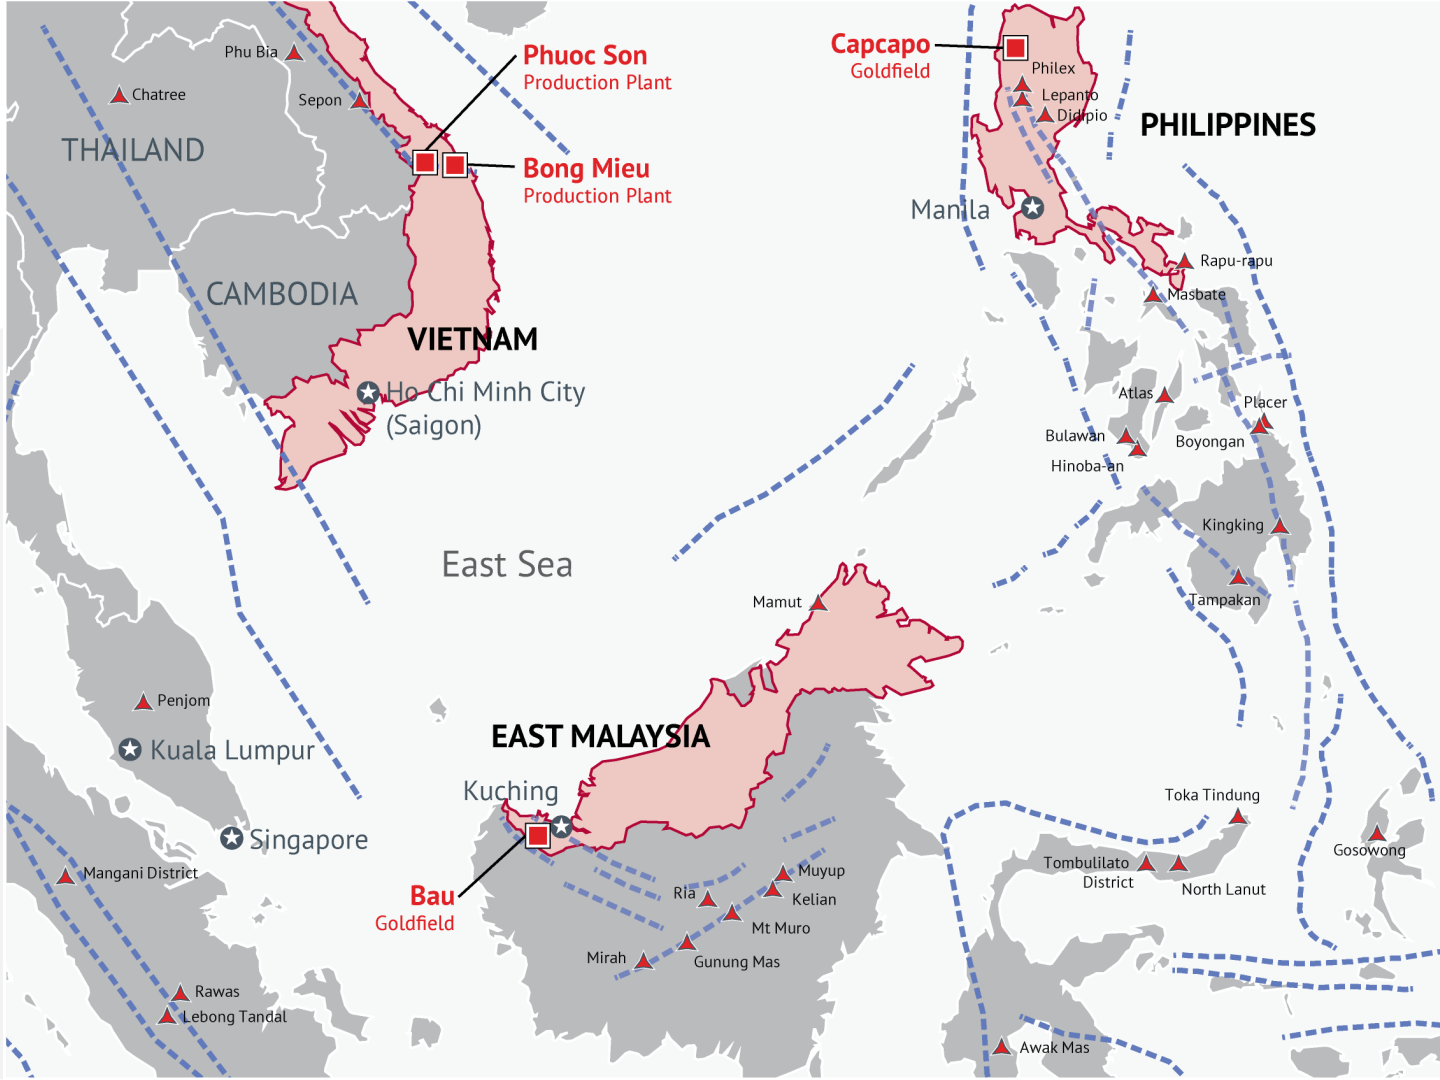 Phu Bia
Chatree
Sepon
THAILAND
Phuoc Son
Production Plant
Bong Mieu
Production Plant
Capcapo
Goldfield
Philex
Lepanto
Didipio
PHILIPPINES
Manila
Rapu-rapu
Masbate
CAMBODIA
VIETNAM
Ho Chi Minh City
(Saigon)
Atlas
Placer
Bulawan
Boyongan
Hinoba-an
Kingking
Tampakan
East Sea
Mamut
Penjom
Kuala Lumpur
EAST MALAYSIA
Kuching
Singapore
Toka Tindung
Gosowong
Tombulilato
District
North Lanut
Mangani District
Bau
Goldfield
Muyup
Ria
Kelian
Mt Muro
Mirah
Gunung Mas
Rawas
Lebong Tandal
Awak Mas